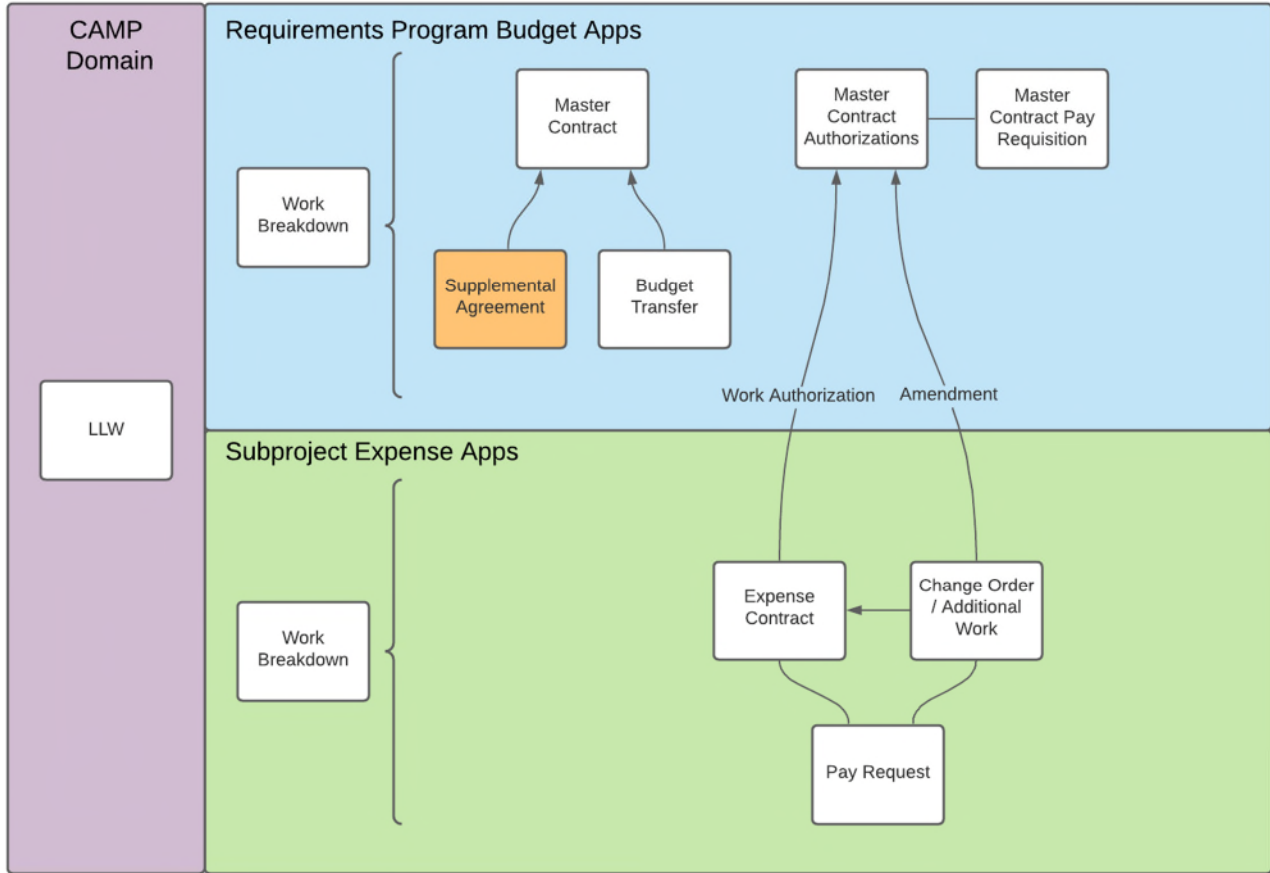 CAMP
Domain
LLW
Requirements Program Budget Apps
Work
Breakdown
Master
Contract
Supplemental
Agreement
Budget
Transfer
Master
Contract
Authorizations
Master
Contract Pay
Requisition
Work Authorization
Amendment
Subproject Expense Apps
Work
Breakdown
Expense
Contract
Change Order
/ Additional
Work
Pay Request